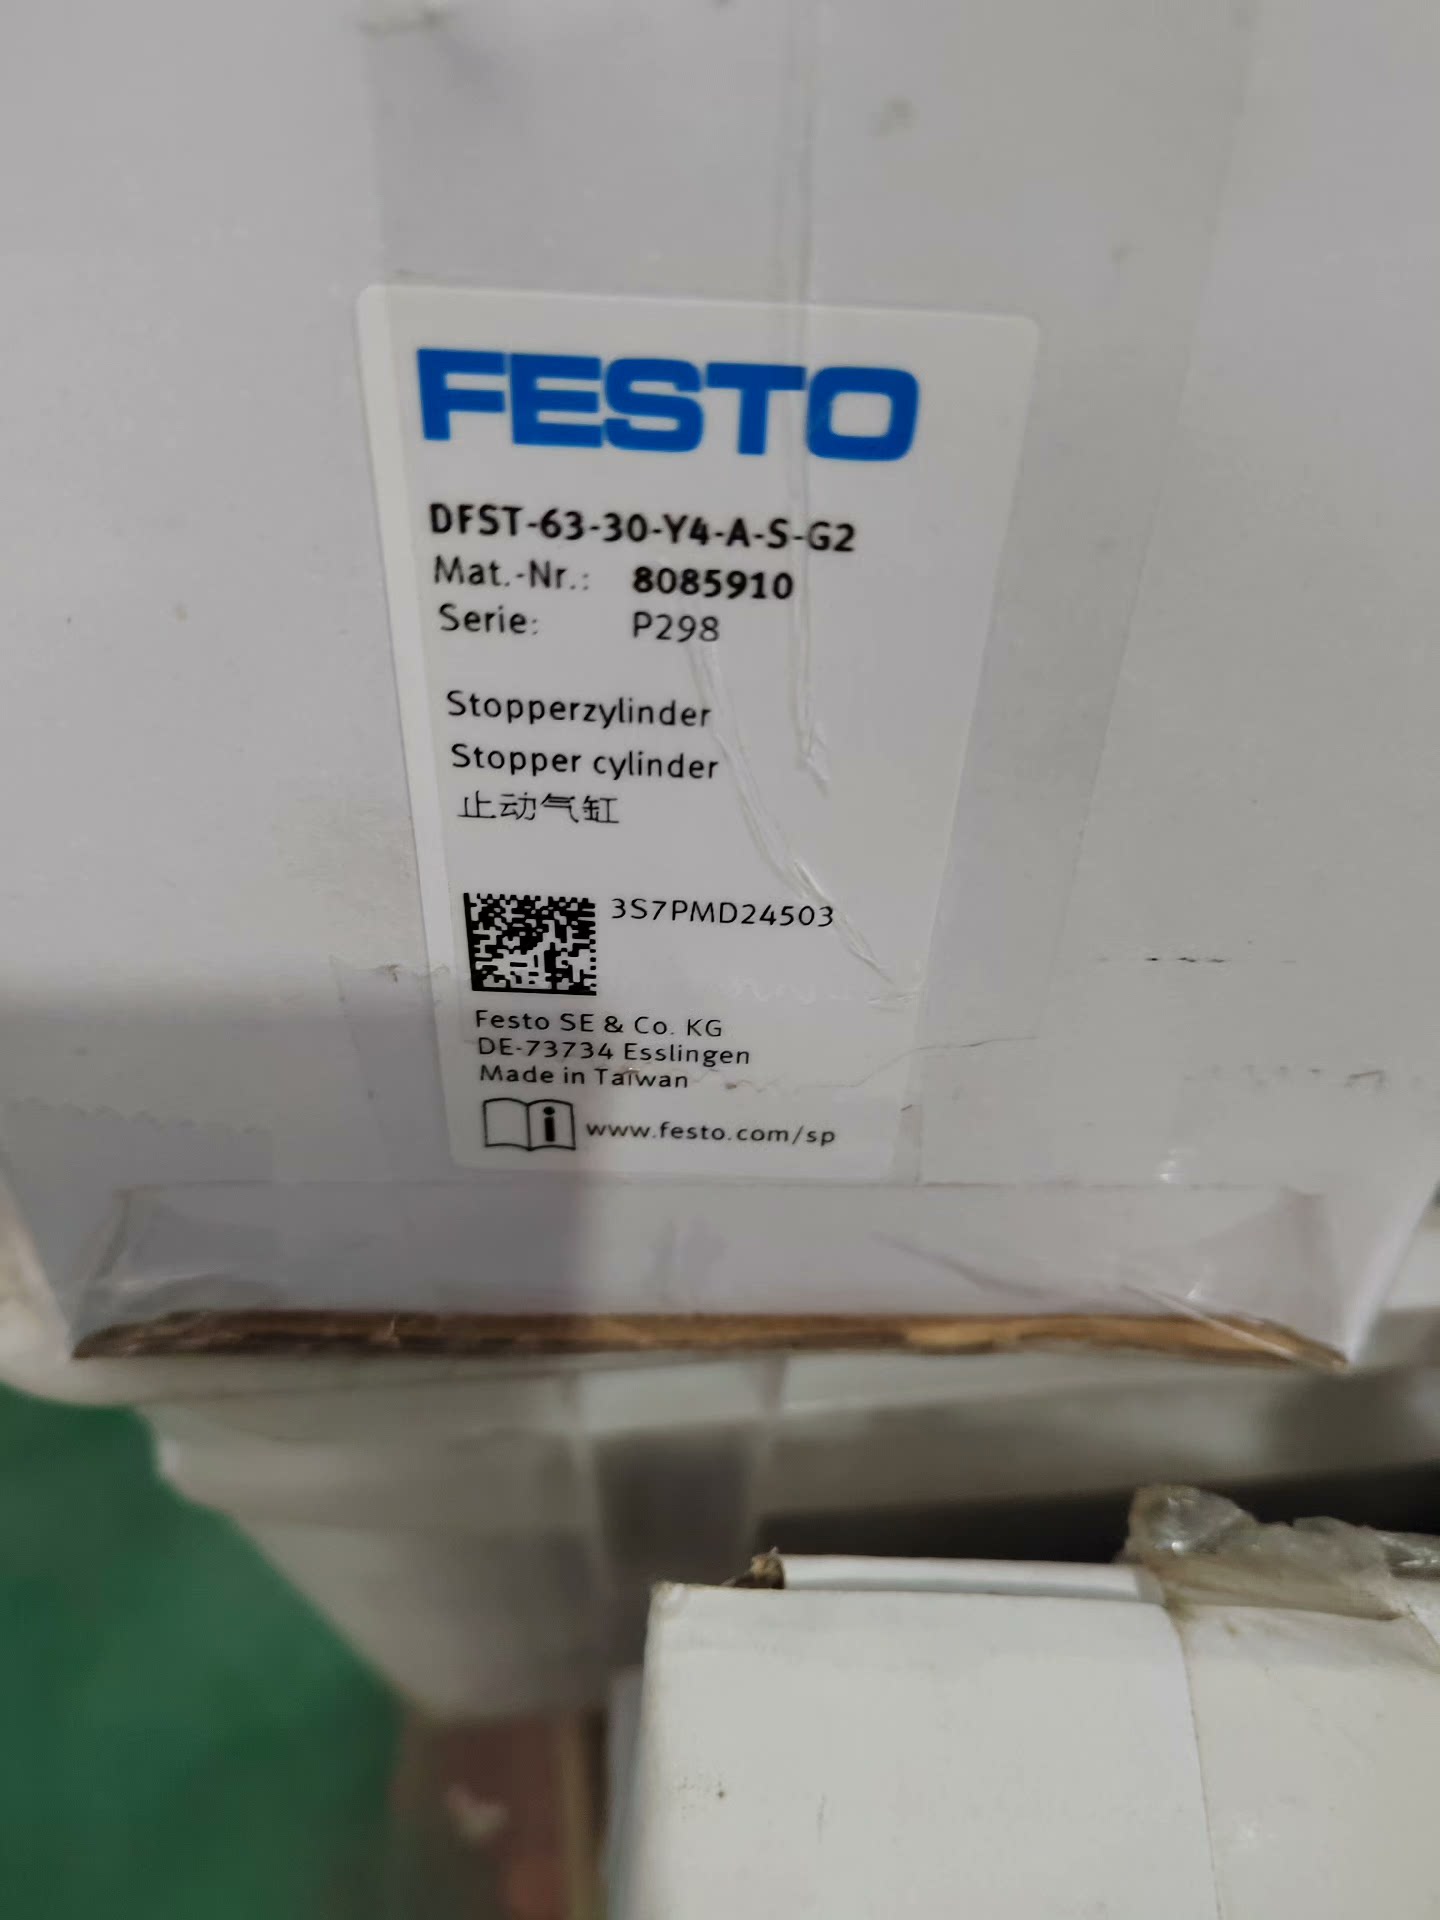 FESTO
DFST-63-30-Y4-A-S-G2
Mat.-Nr.: 8085910
Serie: P298
Stopperzylinder
Stopper cylinder
止动气缸
3S7PMD24503
Festo SE & Co. KG
DE-73734 Esslingen
Made in Taiwan
i www.festo.com/sp